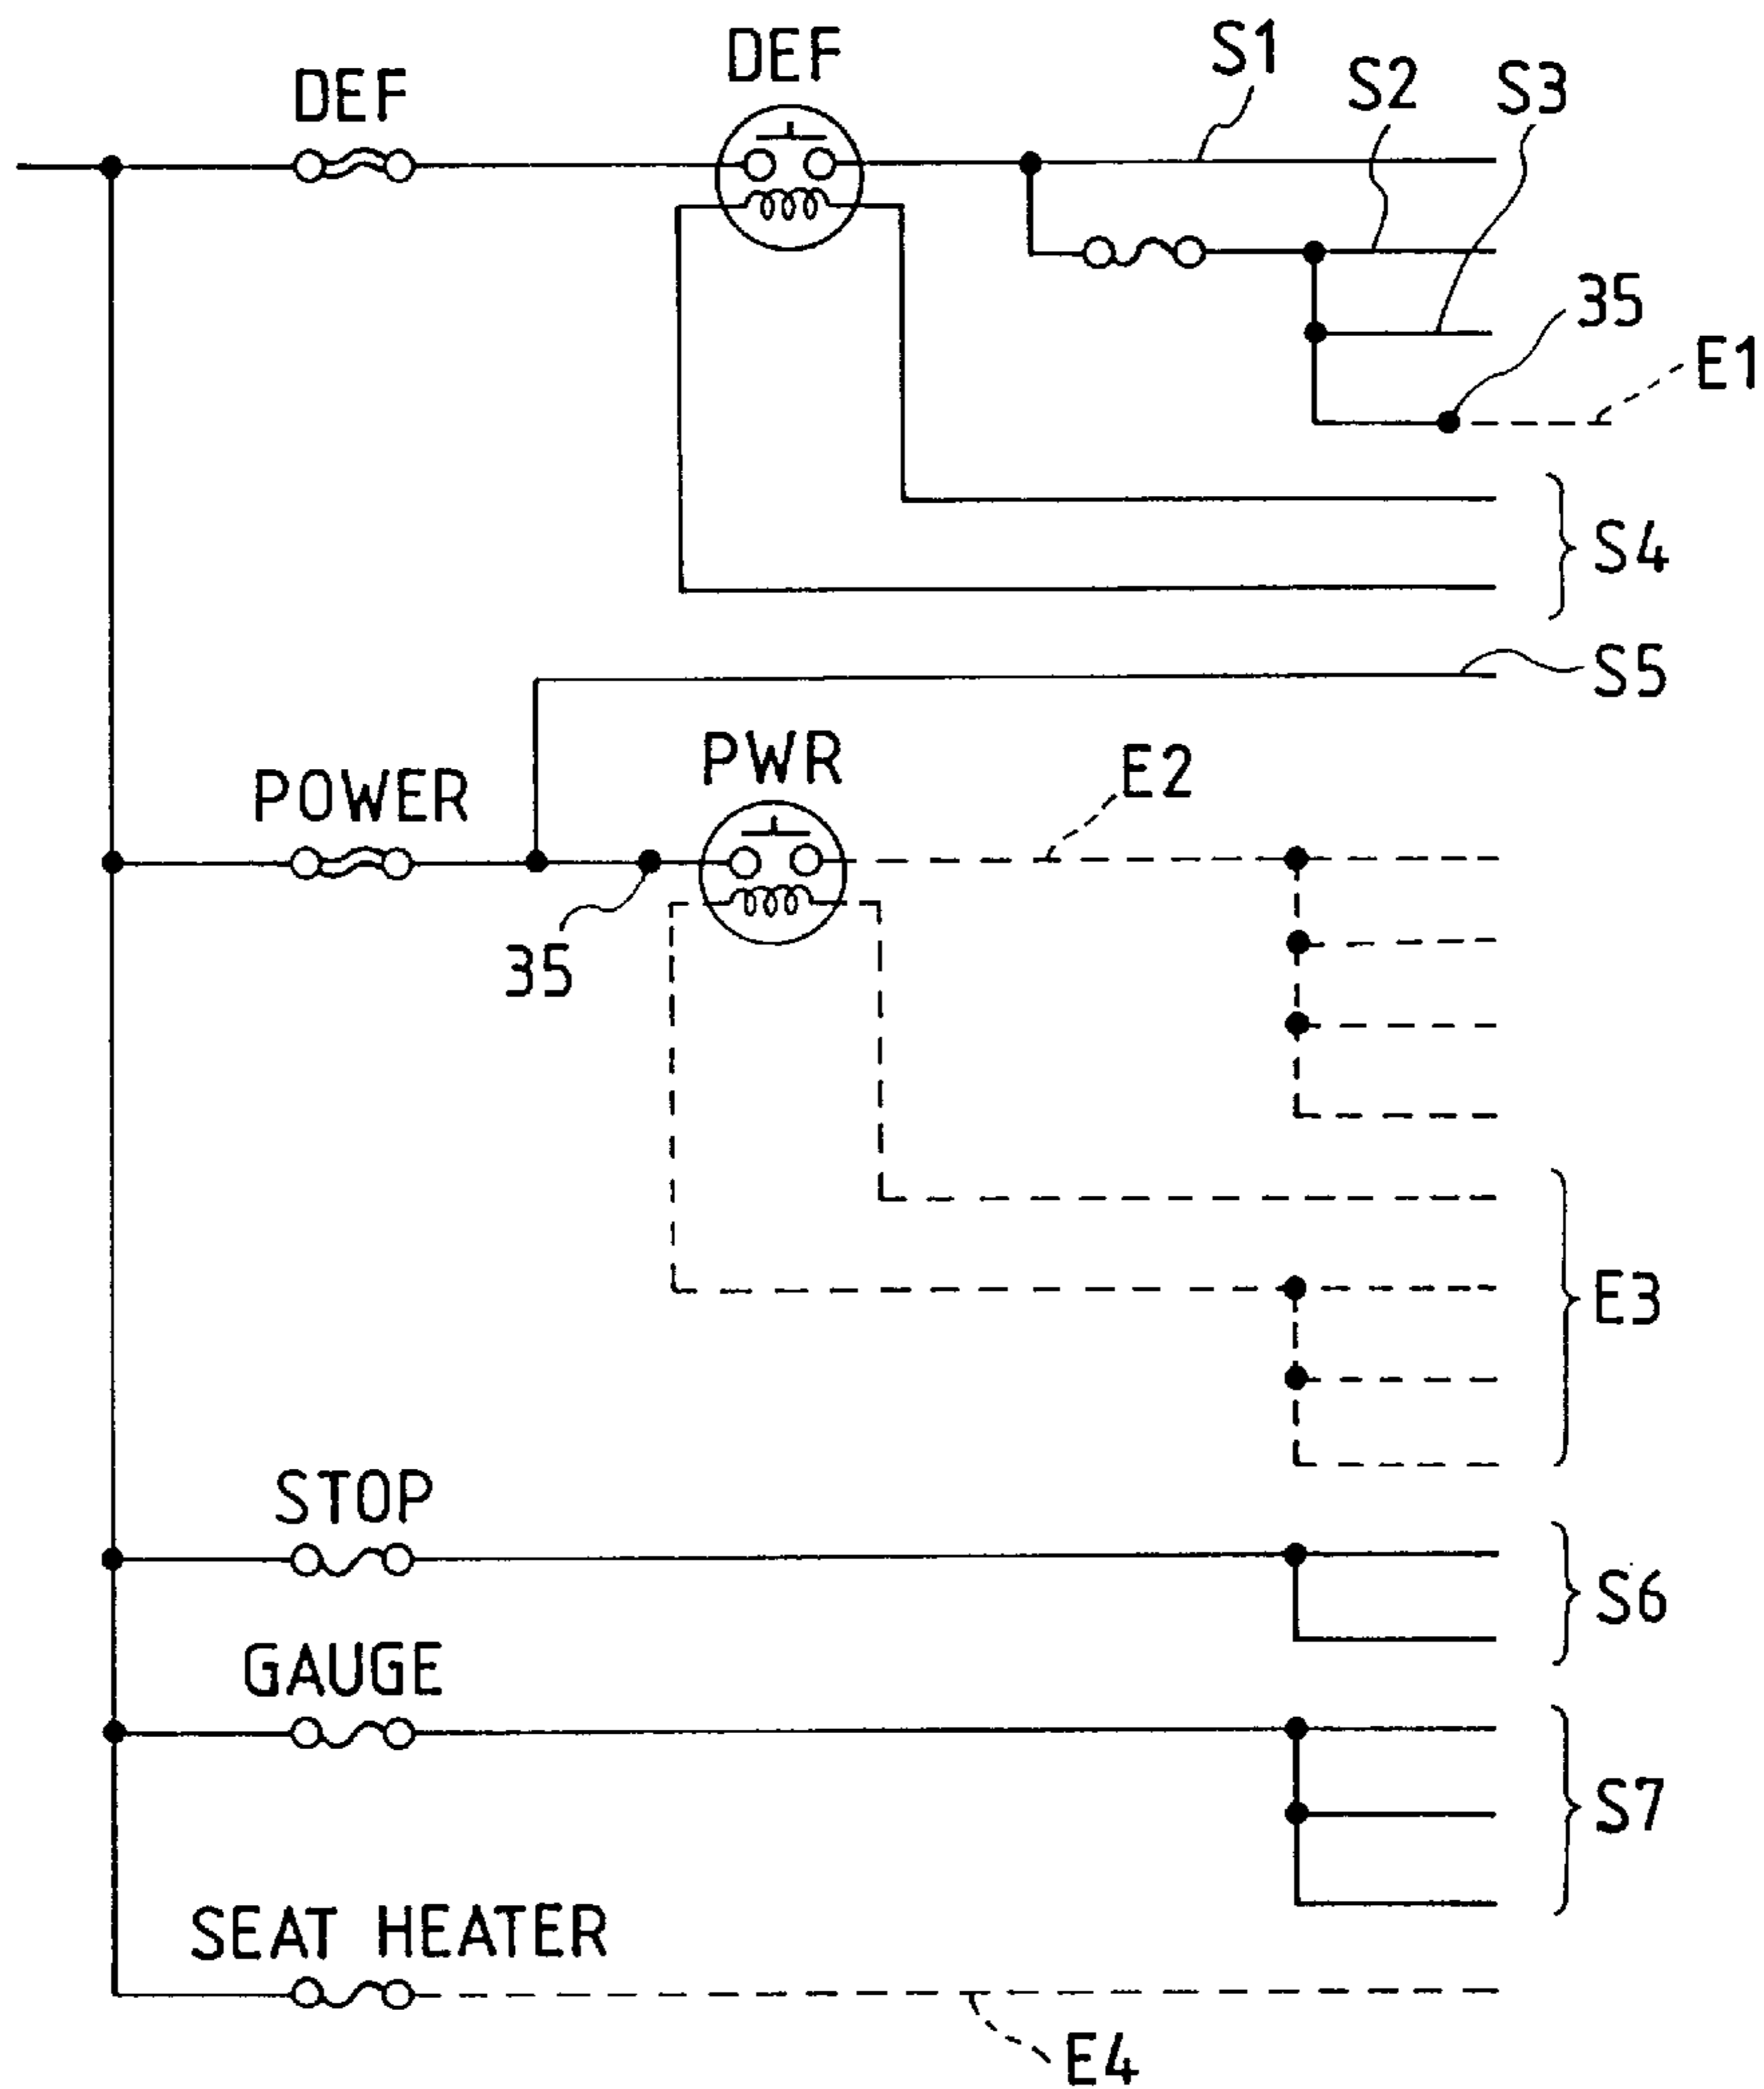 S1
DEF
S2
S3
DEF
35
E1
S4
S5
PWR
E2
POWER
35
E3
STOP
S6
GAUGE
S7
SEAT HEATER
E4